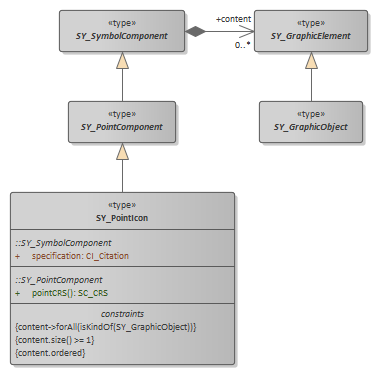 «type»
SY_SymbolComponent
+content
0..*
«type»
SY_GraphicElement
«type»
SY_PointComponent
«type»
SY_GraphicObject
«type»
SY_PointIcon
::SY_SymbolComponent
+ specification: CI_Citation
::SY_PointComponent
+ pointCRS(): SC_CRS
constraints
{content->forAll(isKindOf(SY_GraphicObject))}
{content.size() >= 1}
{content.ordered}